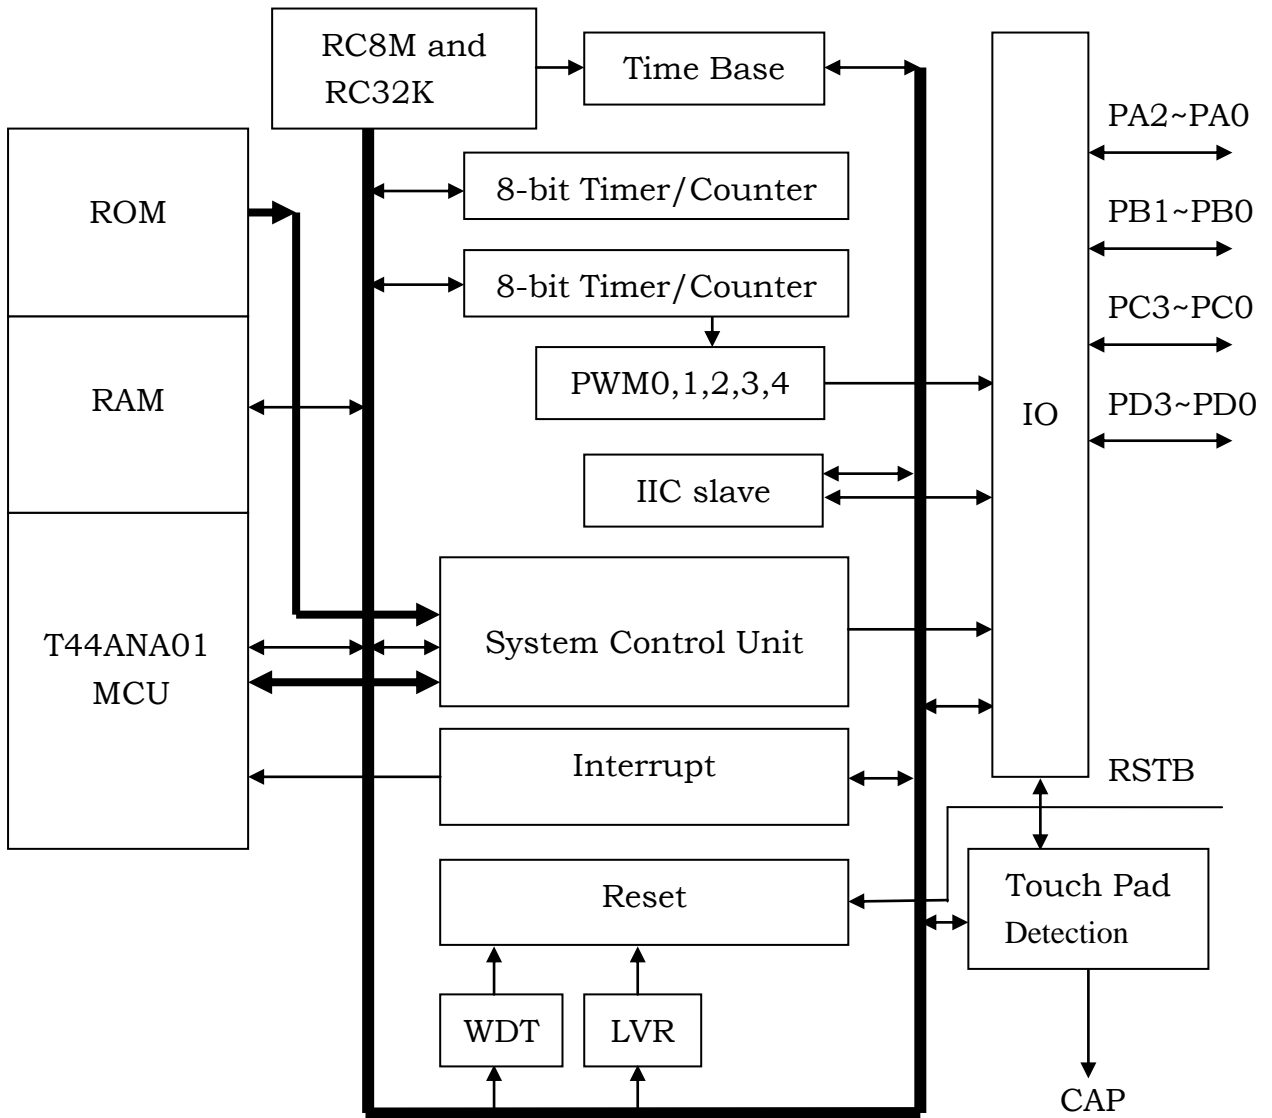 RC8M and
RC32K
Time Base
PA2~PA0
ROM
8-bit Timer/Counter
PB1~PB0
8-bit Timer/Counter
PC3~PC0
RAM
PWM0,1,2,3,4
IO
PD3~PD0
IIC slave
T44ANA01
MCU
System Control Unit
Interrupt
RSTB
Reset
Touch Pad
Detection
WDT
LVR
CAP